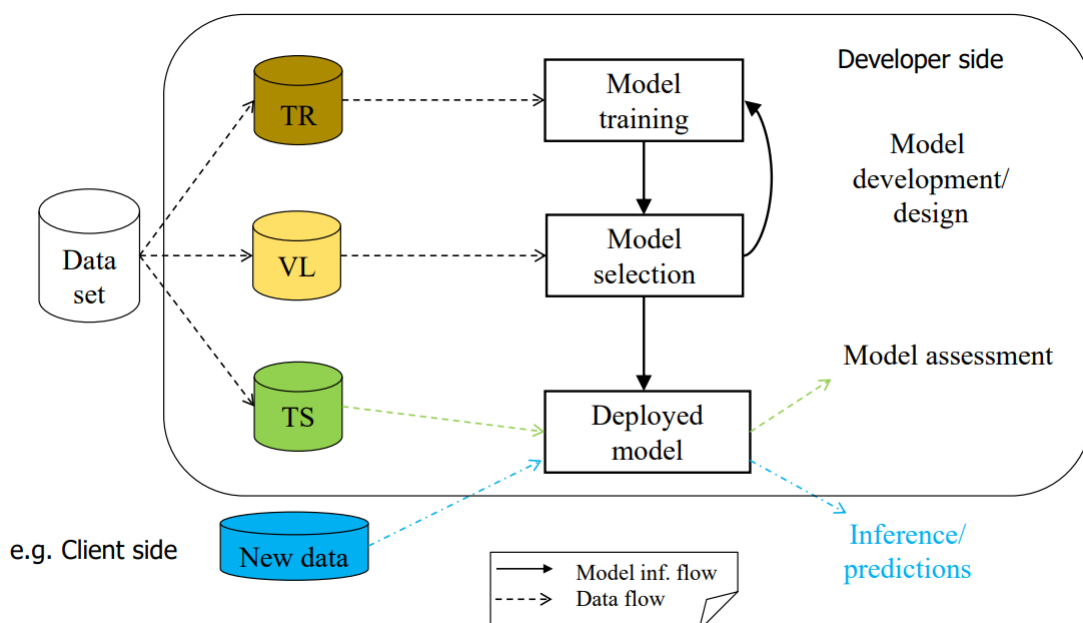 Developer side
TR
Model
training
Model
development/
design
Data
set
VL
Model
selection
Model assessment
TS
Deployed
model
e.g. Client side
New data
Inference/
predictions
Model inf. flow
Data flow